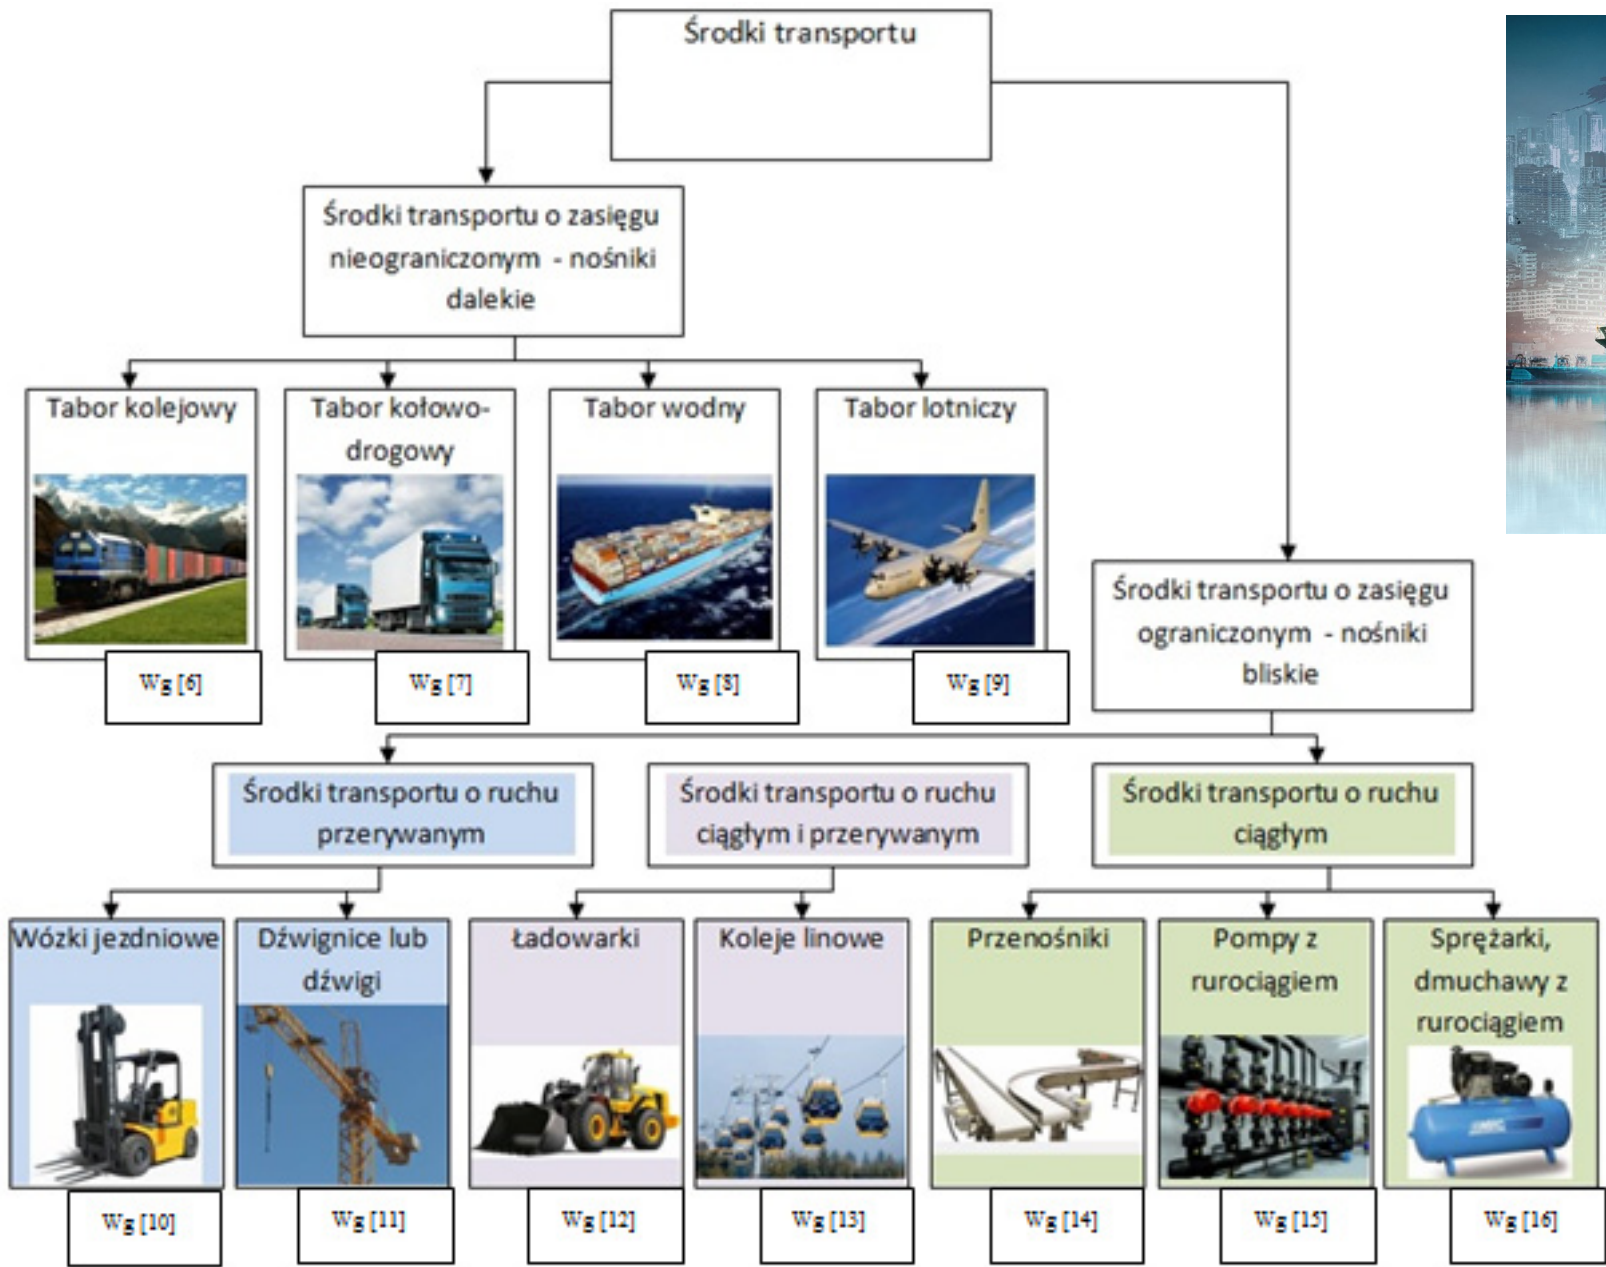 Środki transportu
Środki transportu o zasięgu
nieograniczonym - nośniki
dalekie
Tabor kolejowy
Tabor kołowo-
drogowy
Tabor wodny
Tabor lotniczy
Wg [6]
Wg [7]
Wg [8]
Wg [9]
Środki transportu o zasięgu
ograniczonym - nośniki
bliskie
Środki transportu o ruchu
przerywanym
Środki transportu o ruchu
ciągłym i przerywanym
Środki transportu o ruchu
ciągłym
Wózki jezdniowe
Dźwignice lub
dźwigi
Ładowarki
Koleje linowe
Przenośniki
Pompy z
rurociągiem
Sprężarki,
dmuchawy z
rurociągiem
Wg [10]
Wg [11]
Wg [12]
Wg [13]
Wg [14]
Wg [15]
Wg [16]